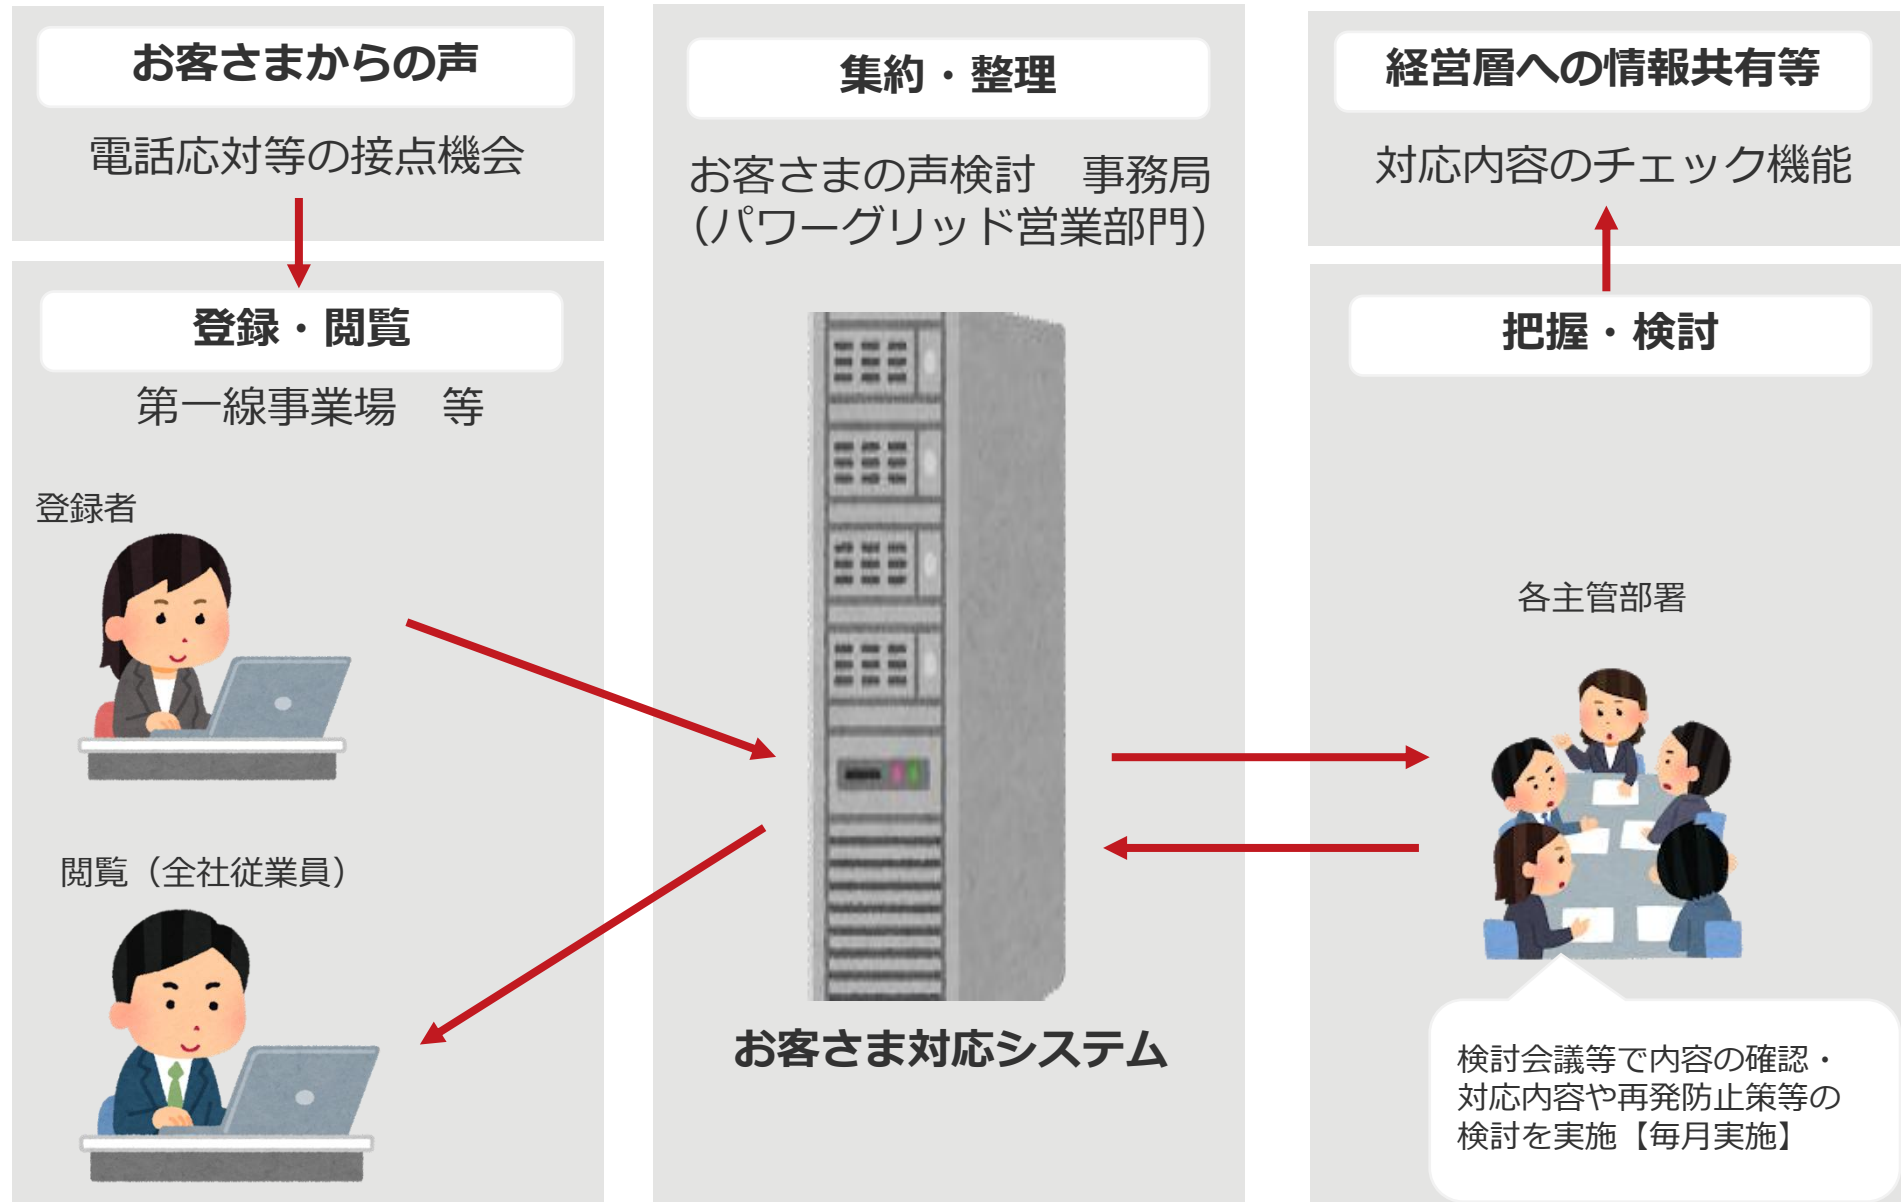 お客さまからの声
電話応対等の接点機会
登録・閲覧
第一線事業場　等
登録者
閲覧（全社従業員）
集約・整理
お客さまの声検討　事務局
（パワーグリッド営業部門）
お客さま対応システム
経営層への情報共有等
対応内容のチェック機能
把握・検討
各主管部署
検討会議等で内容の確認・
対応内容や再発防止策等の
検討を実施【毎月実施】